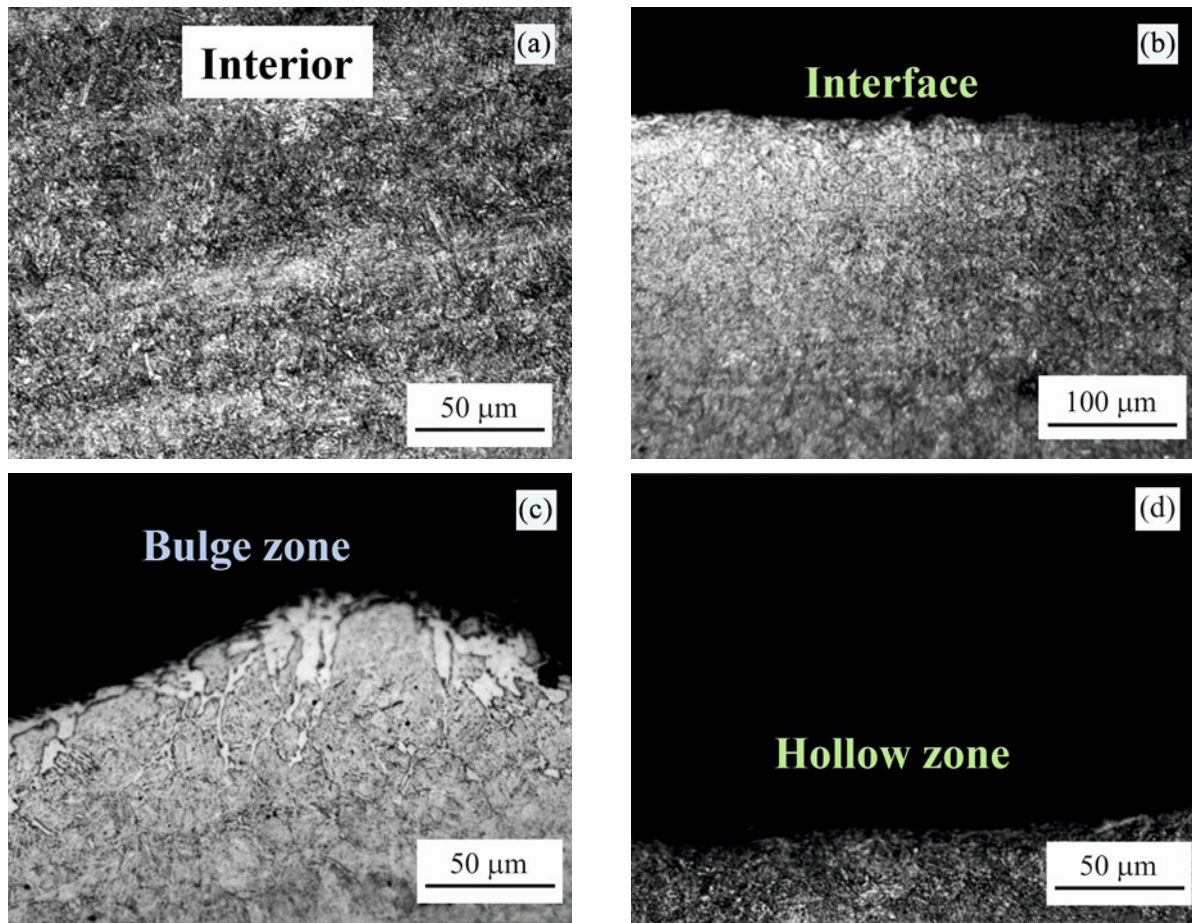 Interior
(a)
50 μm
Interface
(b)
100 μm
Bulge zone
(c)
50 μm
Hollow zone
(d)
50 μm